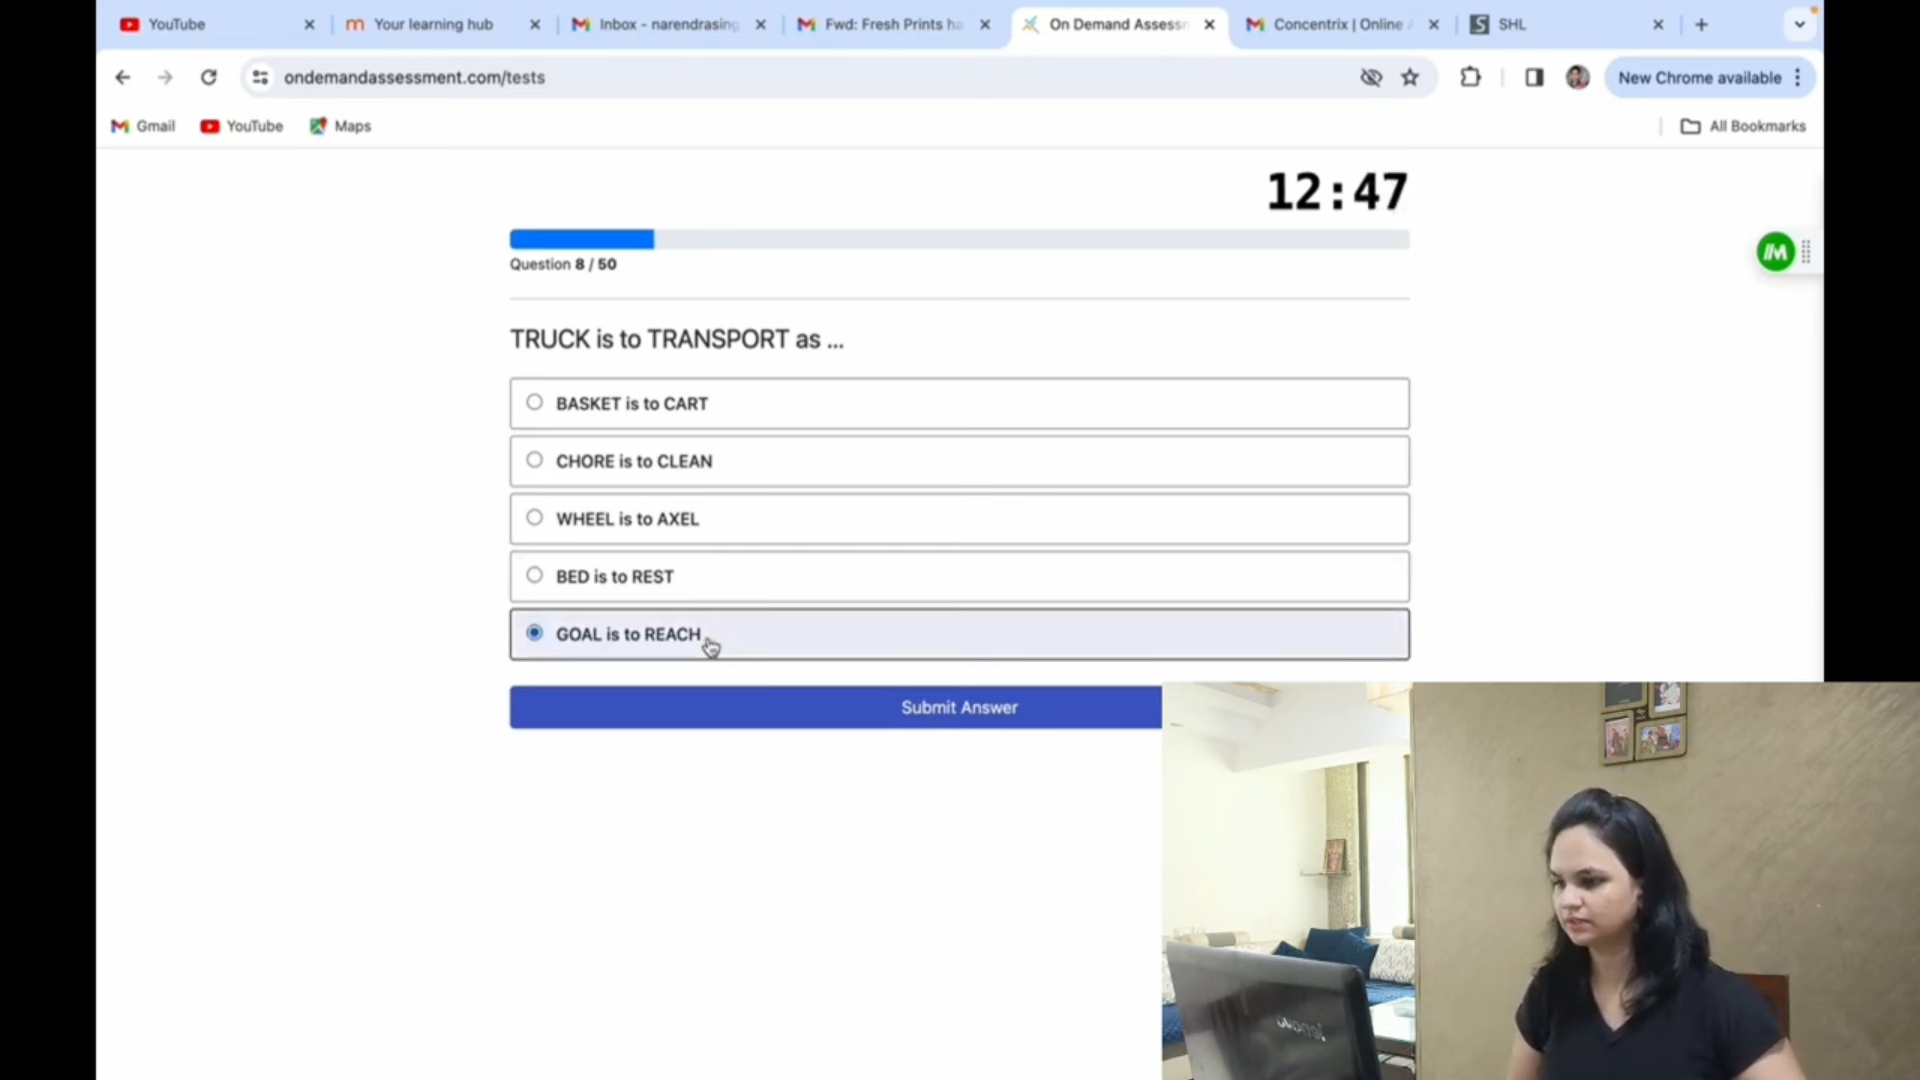 YouTube
Your learning hub
Inbox - narendrasing
Fwd: Fresh Prints ha
On Demand Assess
Concentrix | Online
SHL
ondemandassessment.com/tests
New Chrome available
Gmail
YouTube
Maps
All Bookmarks
12:47
Question 8 / 50
TRUCK is to TRANSPORT as ...
BASKET is to CART
CHORE is to CLEAN
WHEEL is to AXEL
BED is to REST
GOAL is to REACH
Submit Answer
lenovo